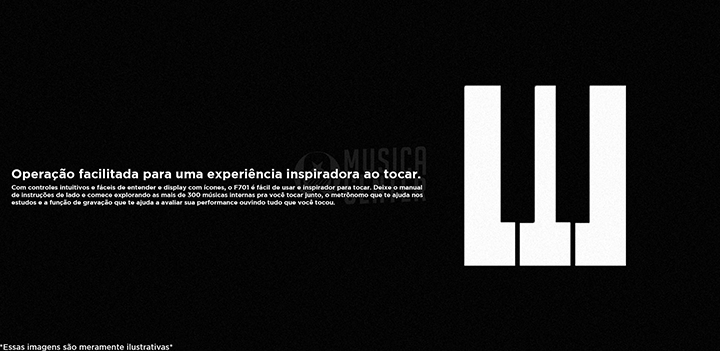 MUSICA
CENTER
Operação facilitada para uma experiência inspiradora ao tocar.
Com controles intuitivos e fáceis de entender e display com ícones, o F701 é fácil de usar e inspirador para tocar. Deixe o manual
de instruções de lado e comece explorando as mais de 300 músicas internas pra você tocar junto, o metrônomo que te ajuda nos
estudos e a função de gravação que te ajuda a avaliar sua performance ouvindo tudo que você tocou.
*Essas imagens são meramente ilustrativas*